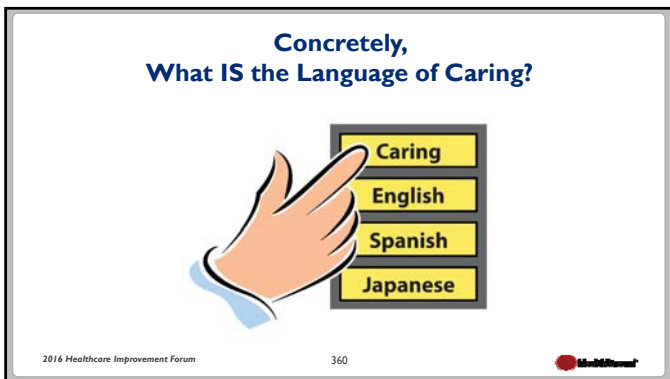 Concretely,
What IS the Language of Caring?
Caring
English
Spanish
Japanese
2016 Healthcare Improvement Forum
360